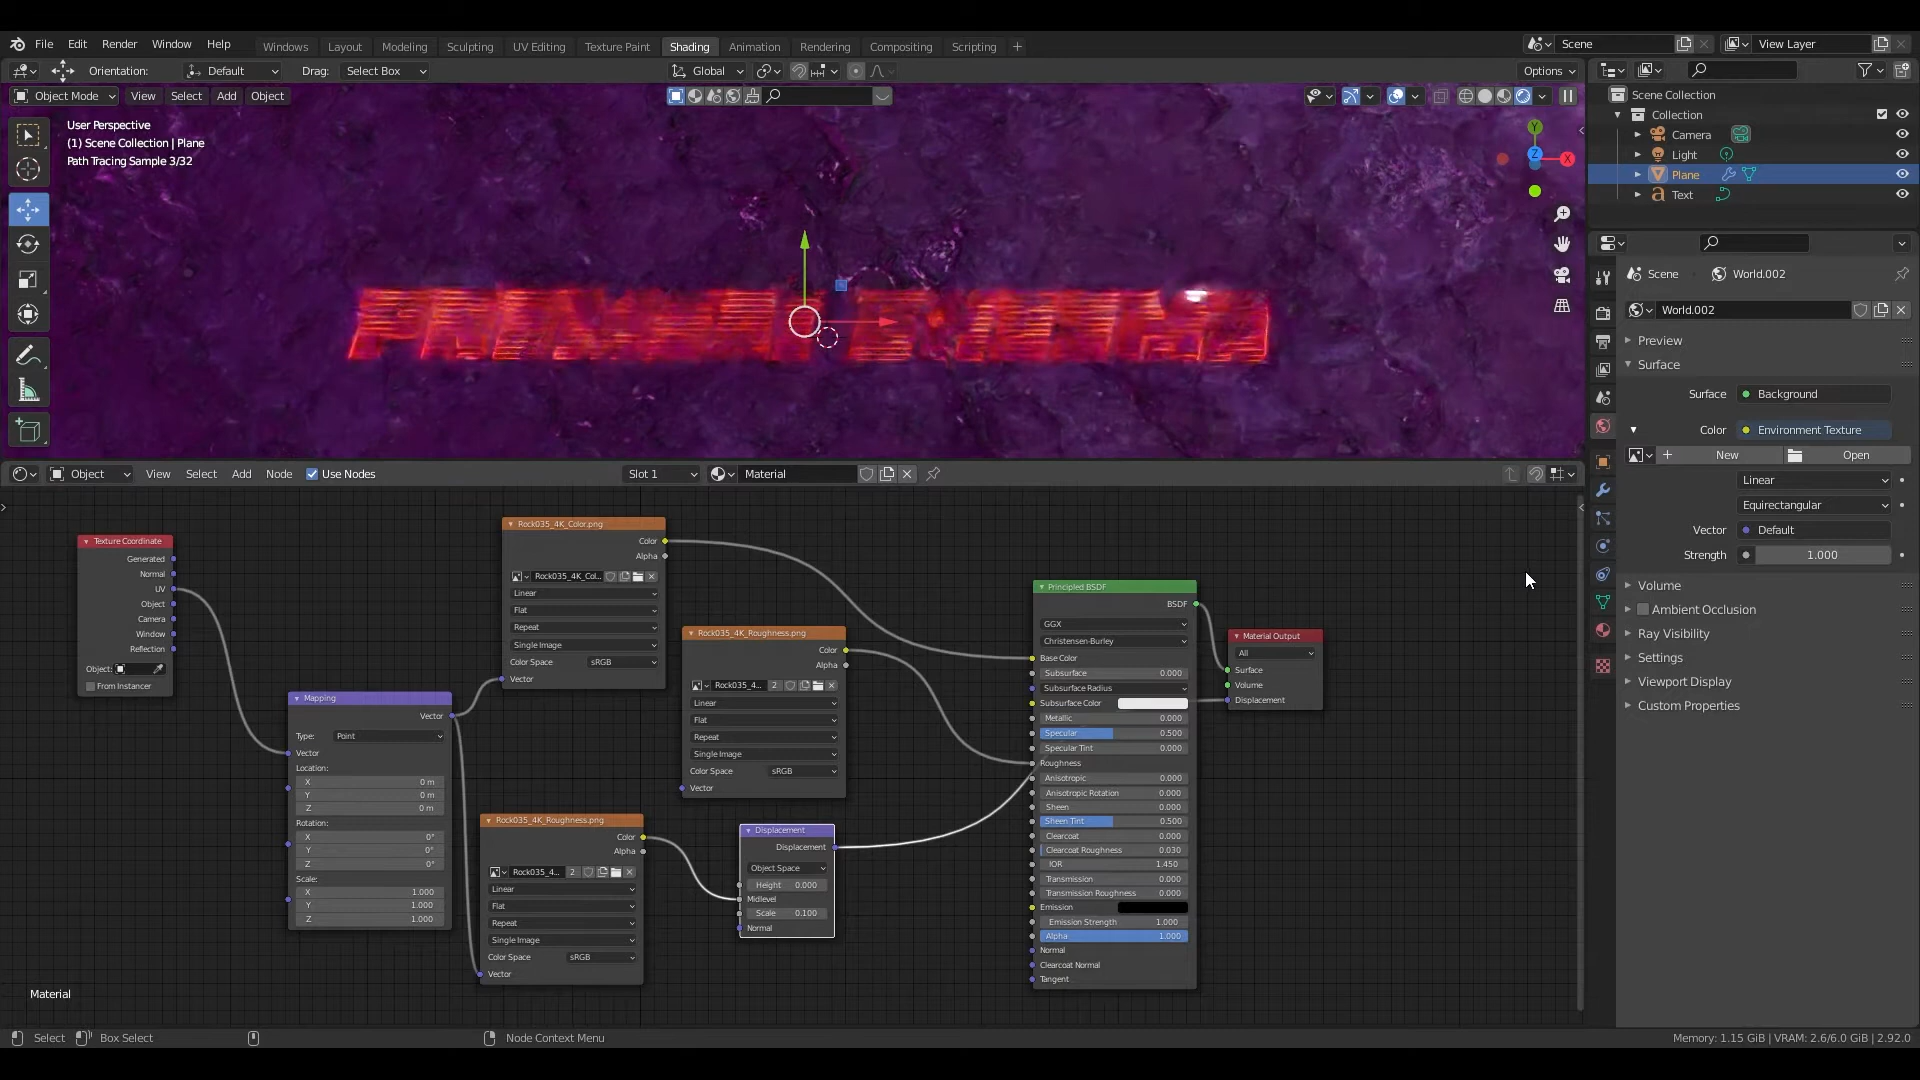 File Edit Render Window Help
Windows Layout Modeling Sculpting UV Editing Texture Paint Shading Animation Rendering Compositing Scripting +
Scene
View Layer
Orientation: Default Drag: Select Box
Global
Options
Object Mode View Select Add Object
User Perspective
(1) Scene Collection | Plane
Path Tracing Sample 3/32
Y
Z
X
Scene Collection
Collection
Camera
Light
Plane
Text
Scene World.002
World.002
Preview
Surface
Surface Background
Color Environment Texture
+ New Open
Linear
Equirectangular
Vector Default
Strength 1.000
Volume
Ambient Occlusion
Ray Visibility
Settings
Viewport Display
Custom Properties
Object View Select Add Node Use Nodes
Slot 1 Material
Texture Coordinate
Generated
Normal
UV
Object
Camera
Window
Reflection
Object:
From Instancer
Mapping
Vector
Type: Point
Vector
Location:
X 0 m
Y 0 m
Z 0 m
Rotation:
X 0°
Y 0°
Z 0°
Scale:
X 1.000
Y 1.000
Z 1.000
Rock035_4K_Color.png
Color
Alpha
Rock035_4K_Col...
Linear
Flat
Repeat
Single Image
Color Space sRGB
Vector
Rock035_4K_Roughness.png
Color
Alpha
Rock035_4... 2
Linear
Flat
Repeat
Single Image
Color Space sRGB
Vector
Rock035_4K_Roughness.png
Color
Alpha
Rock035_4... 2
Linear
Flat
Repeat
Single Image
Color Space sRGB
Vector
Displacement
Displacement
Object Space
Height 0.000
Midlevel
Scale 0.100
Normal
Principled BSDF
BSDF
GGX
Christensen-Burley
Base Color
Subsurface 0.000
Subsurface Radius
Subsurface Color
Metallic 0.000
Specular 0.500
Specular Tint 0.000
Roughness
Anisotropic 0.000
Anisotropic Rotation 0.000
Sheen 0.000
Sheen Tint 0.500
Clearcoat 0.000
Clearcoat Roughness 0.030
IOR 1.450
Transmission 0.000
Transmission Roughness 0.000
Emission
Emission Strength 1.000
Alpha 1.000
Normal
Clearcoat Normal
Tangent
Material Output
All
Surface
Volume
Displacement
Material
Select Box Select Node Context Menu
Memory: 1.15 GiB | VRAM: 2.6/6.0 GiB | 2.92.0